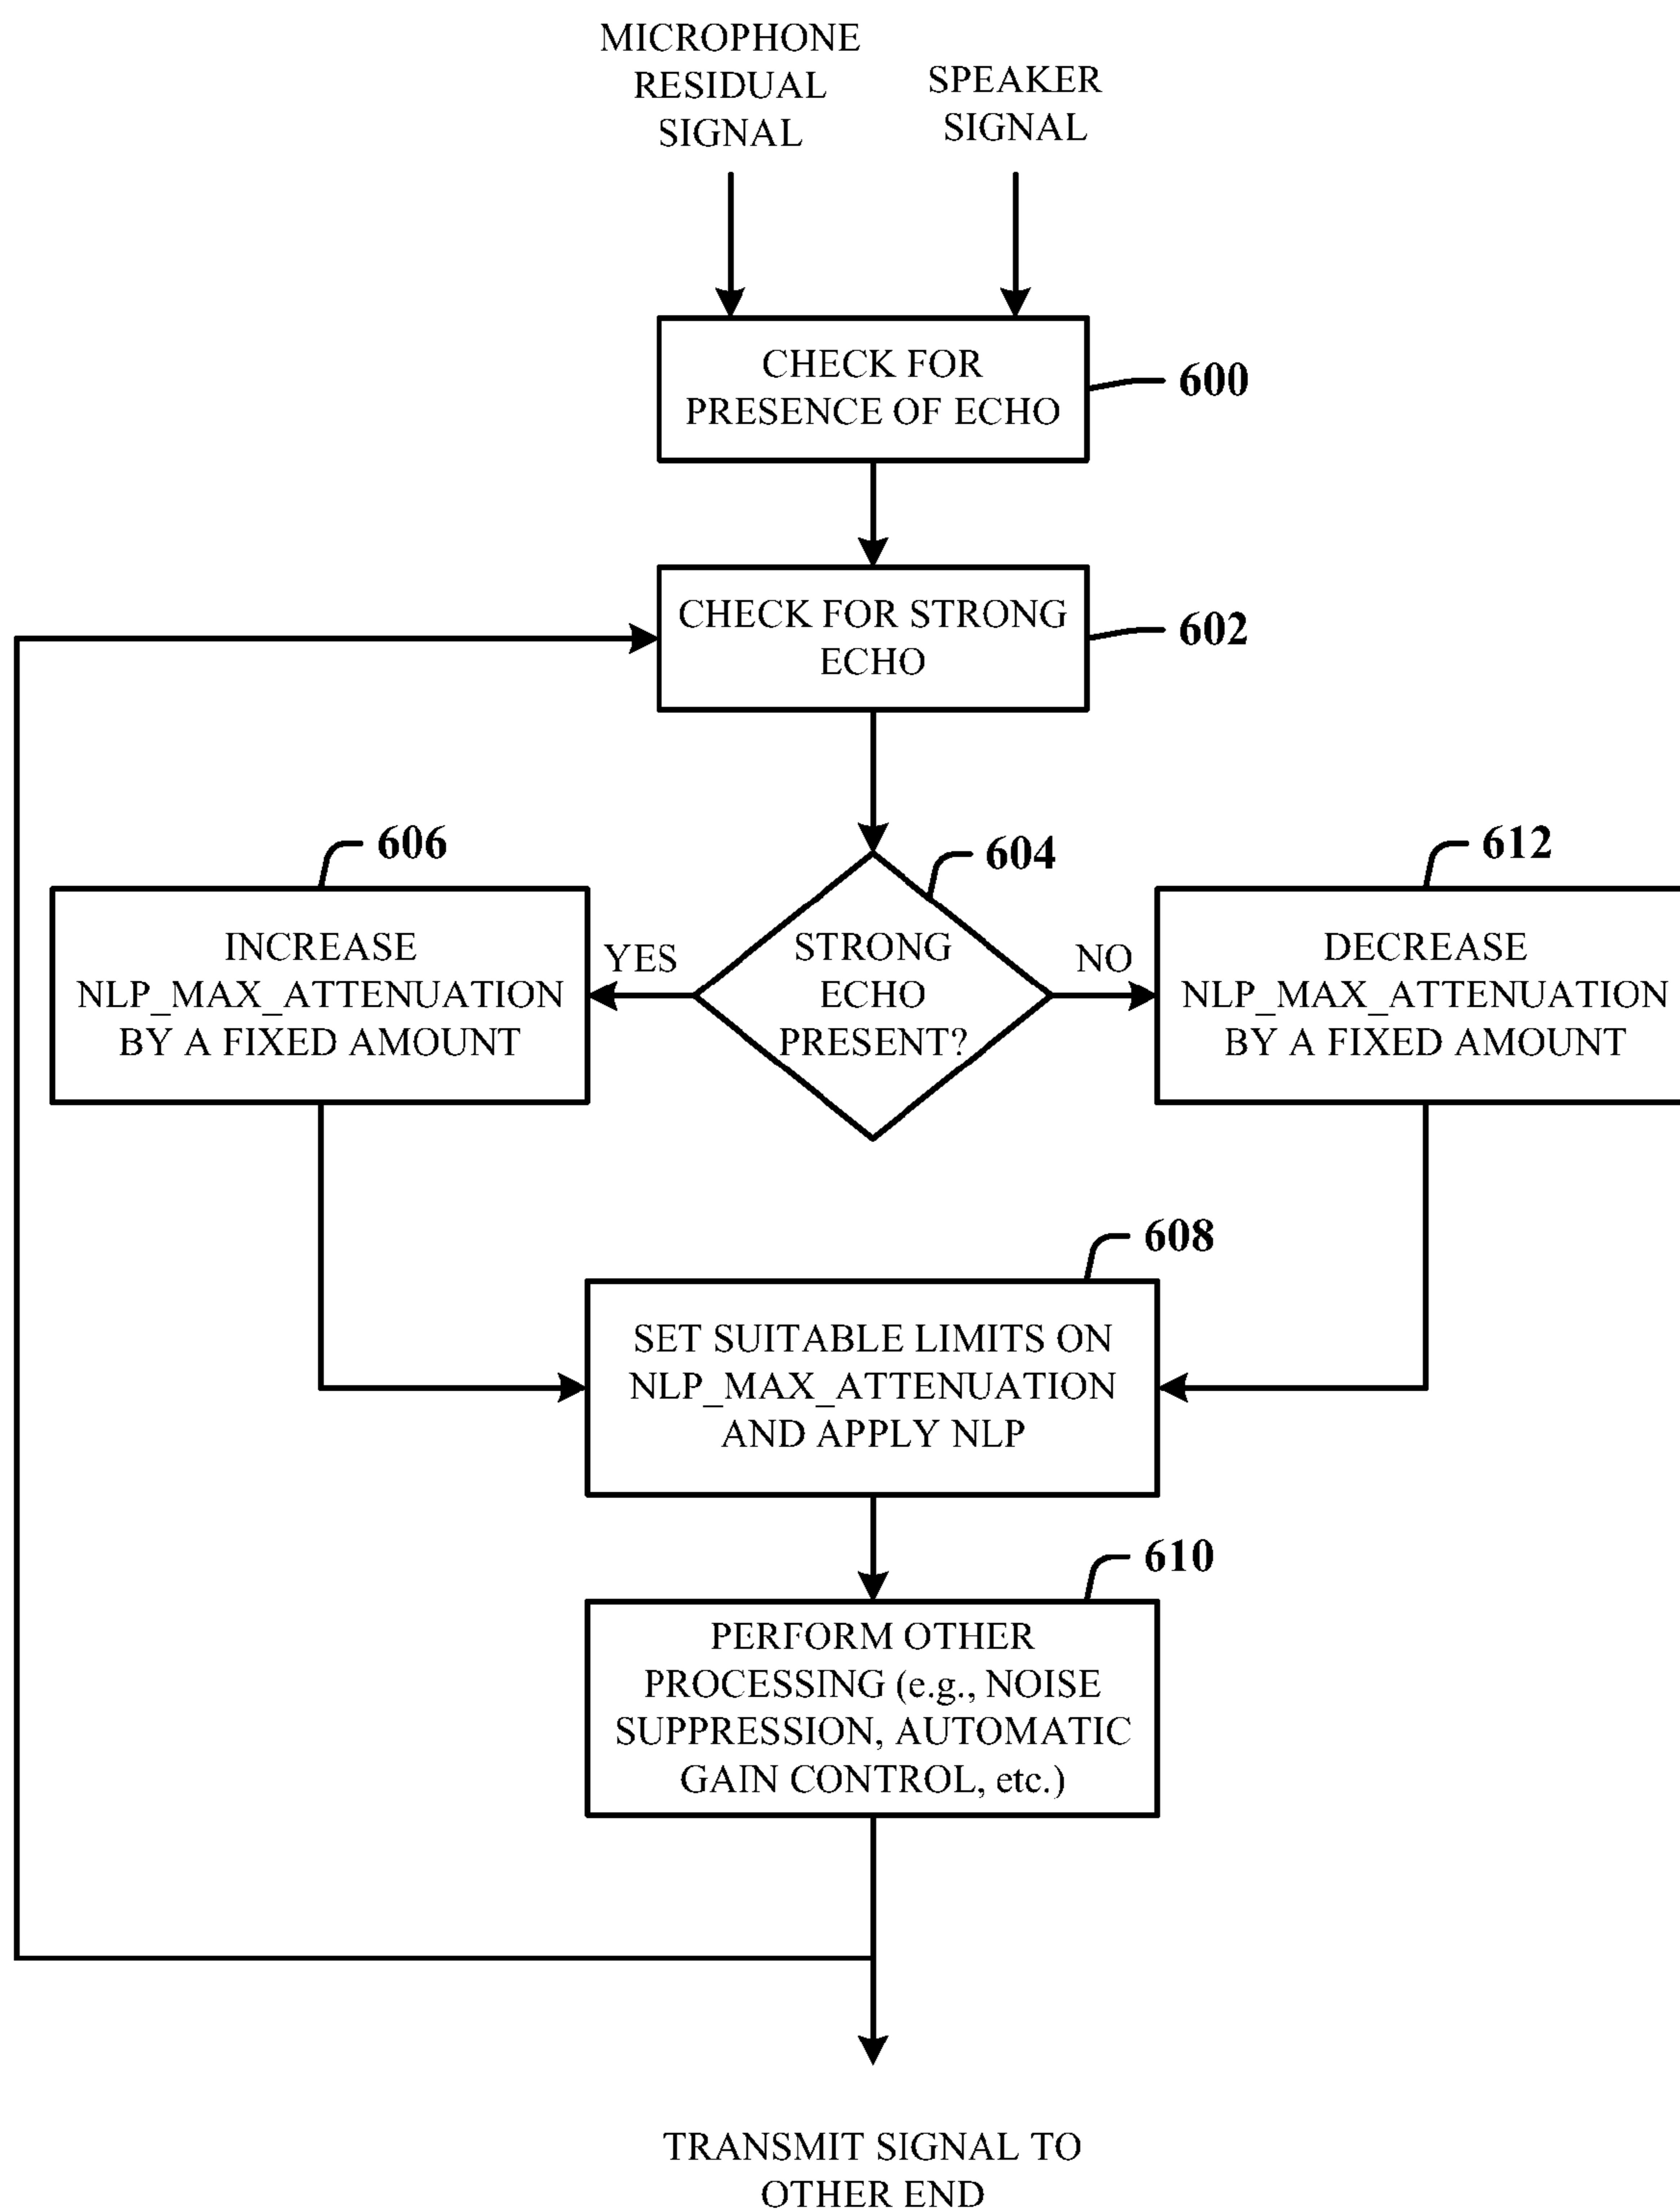 MICROPHONE
RESIDUAL
SIGNAL
SPEAKER
SIGNAL
CHECK FOR
PRESENCE OF ECHO
600
CHECK FOR STRONG
ECHO
602
606
604
612
INCREASE
NLP_MAX_ATTENUATION
BY A FIXED AMOUNT
YES
STRONG
ECHO
PRESENT?
NO
DECREASE
NLP_MAX_ATTENUATION
BY A FIXED AMOUNT
608
SET SUITABLE LIMITS ON
NLP_MAX_ATTENUATION
AND APPLY NLP
610
PERFORM OTHER
PROCESSING (e.g., NOISE
SUPPRESSION, AUTOMATIC
GAIN CONTROL, etc.)
TRANSMIT SIGNAL TO
OTHER END